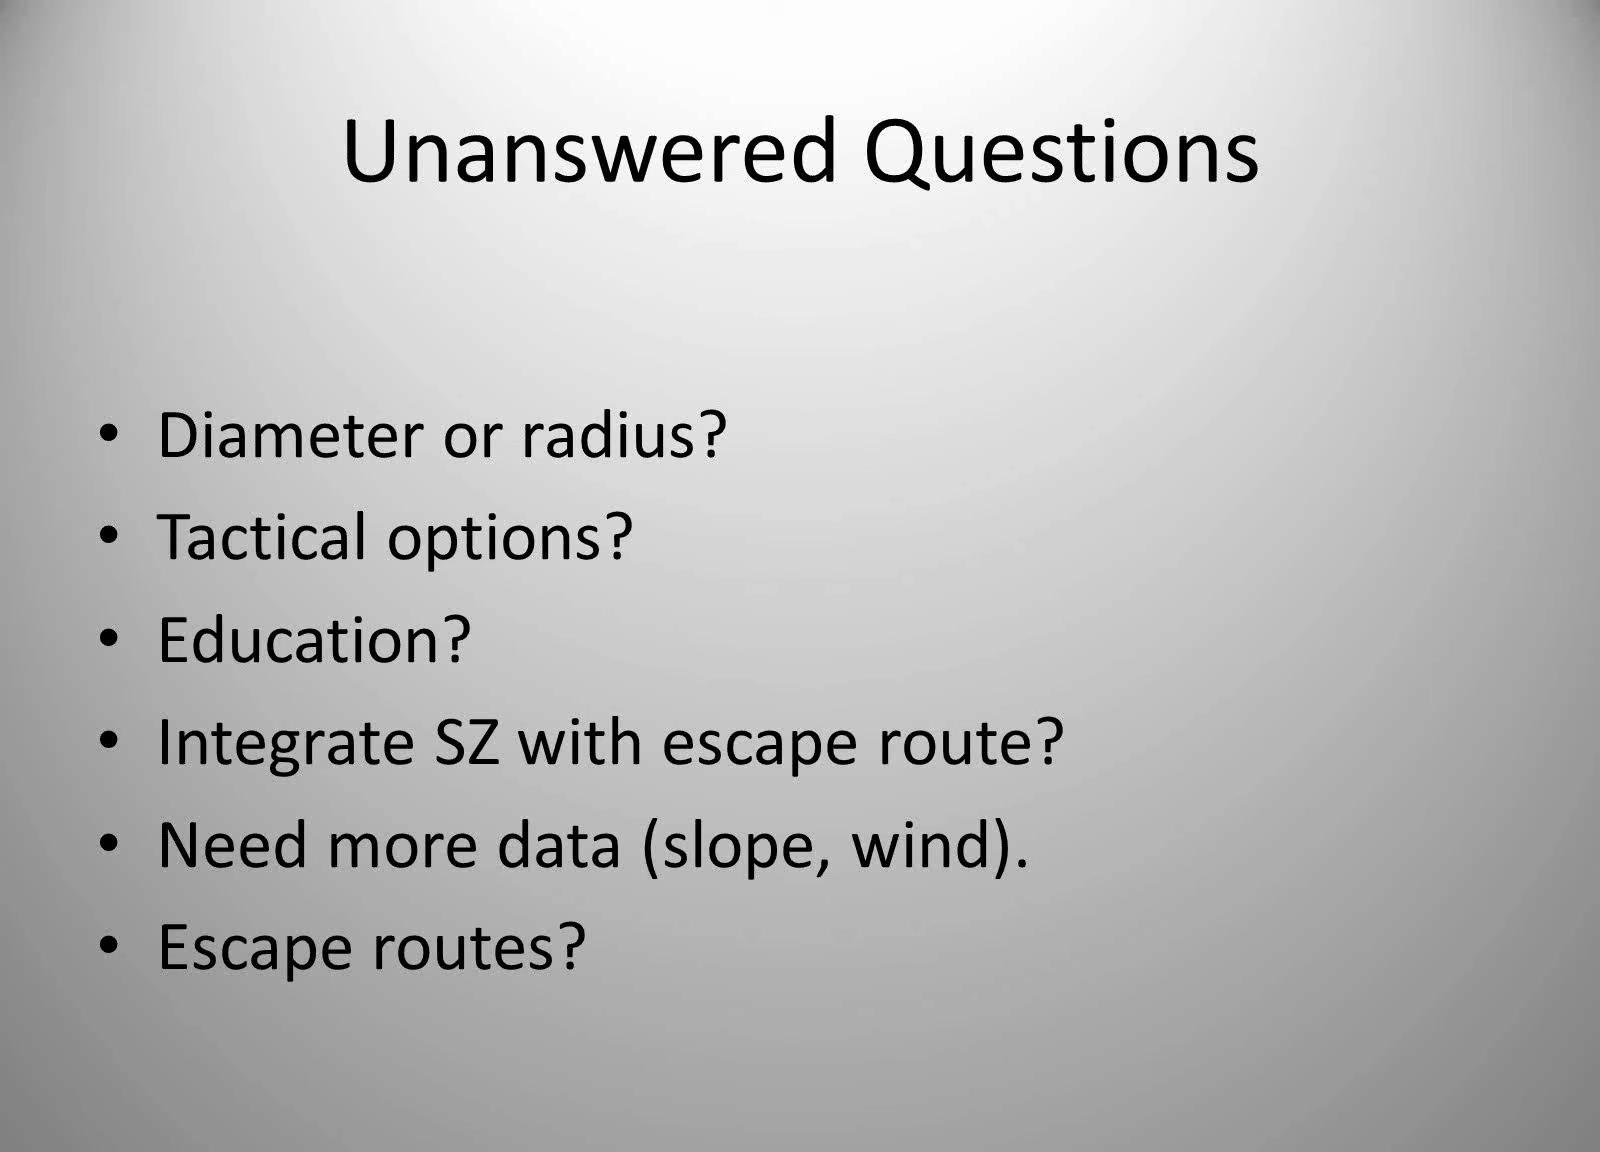 Unanswered Questions
• Diameter or radius?
• Tactical options?
• Education?
• Integrate SZ with escape route?
• Need more data (slope, wind).
• Escape routes?